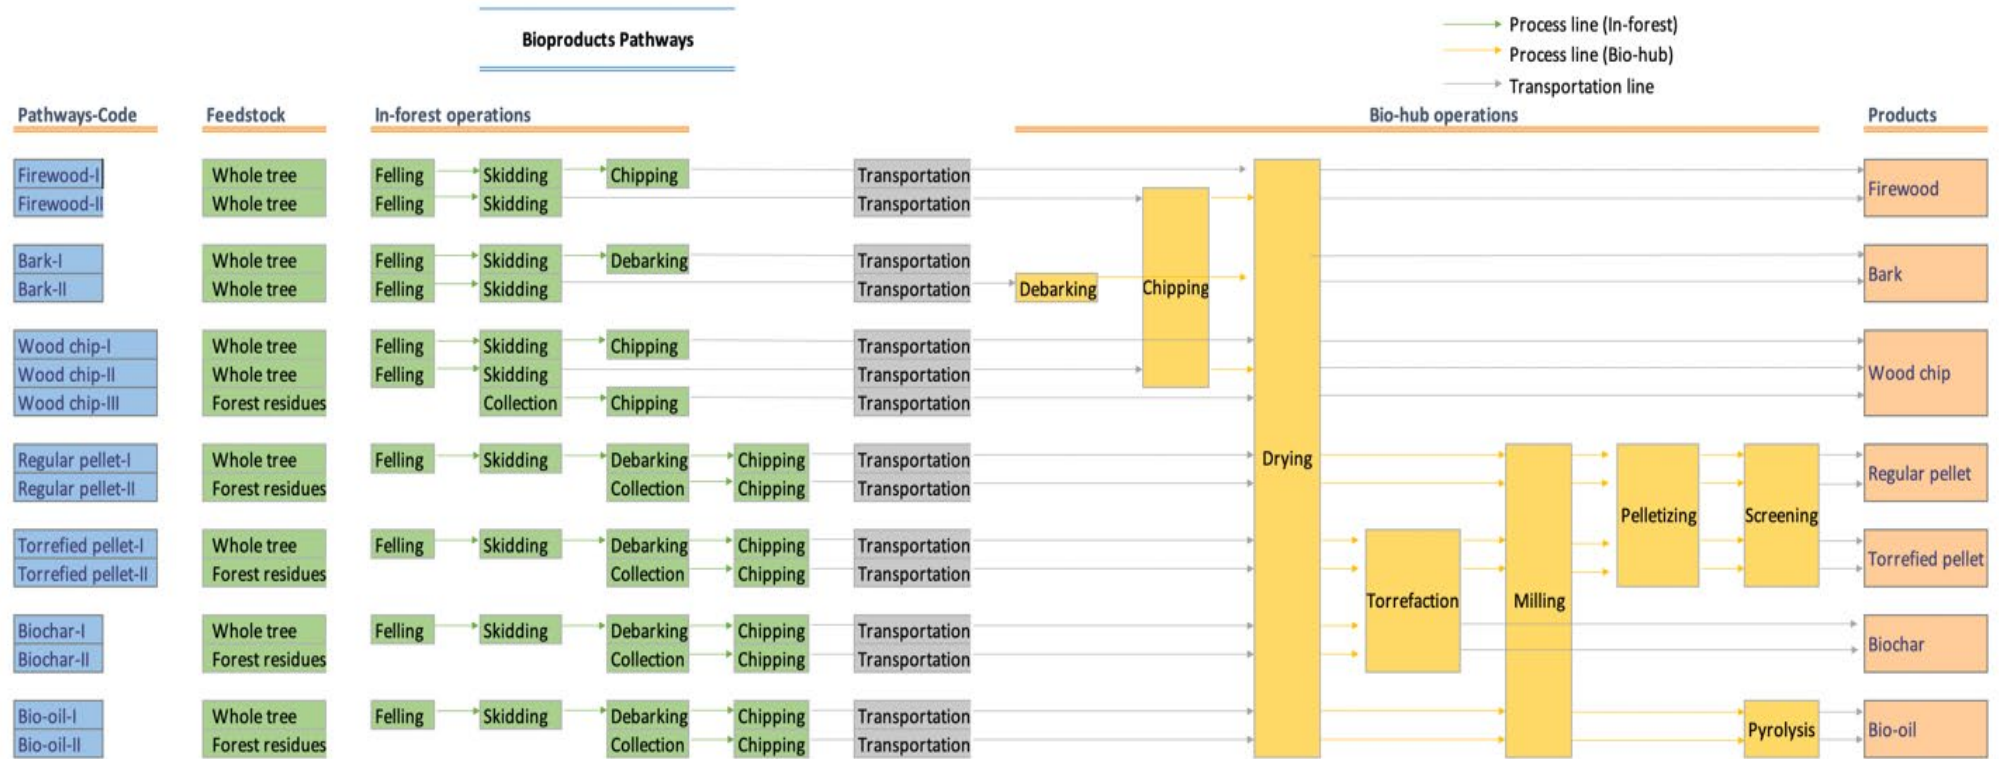 Bioproducts Pathways
Process line (In-forest)
Process line (Bio-hub)
Transportation line
Pathways-Code Feedstock In-forest operations Bio-hub operations Products
Firewood-I Whole tree Felling Skidding Chipping Transportation
Firewood-II Whole tree Felling Skidding Transportation
Firewood
Bark-I Whole tree Felling Skidding Debarking Transportation
Bark-II Whole tree Felling Skidding Transportation Debarking Chipping
Bark
Wood chip-I Whole tree Felling Skidding Chipping Transportation
Wood chip-II Whole tree Felling Skidding Transportation
Wood chip-III Forest residues Collection Chipping Transportation
Wood chip
Regular pellet-I Whole tree Felling Skidding Debarking Chipping Transportation Drying
Regular pellet-II Forest residues Collection Chipping Transportation
Regular pellet
Pelletizing Screening
Torrefied pellet-I Whole tree Felling Skidding Debarking Chipping Transportation
Torrefied pellet-II Forest residues Collection Chipping Transportation
Torrefied pellet
Torrefaction Milling
Biochar-I Whole tree Felling Skidding Debarking Chipping Transportation
Biochar-II Forest residues Collection Chipping Transportation
Biochar
Bio-oil-I Whole tree Felling Skidding Debarking Chipping Transportation
Bio-oil-II Forest residues Collection Chipping Transportation
Pyrolysis Bio-oil